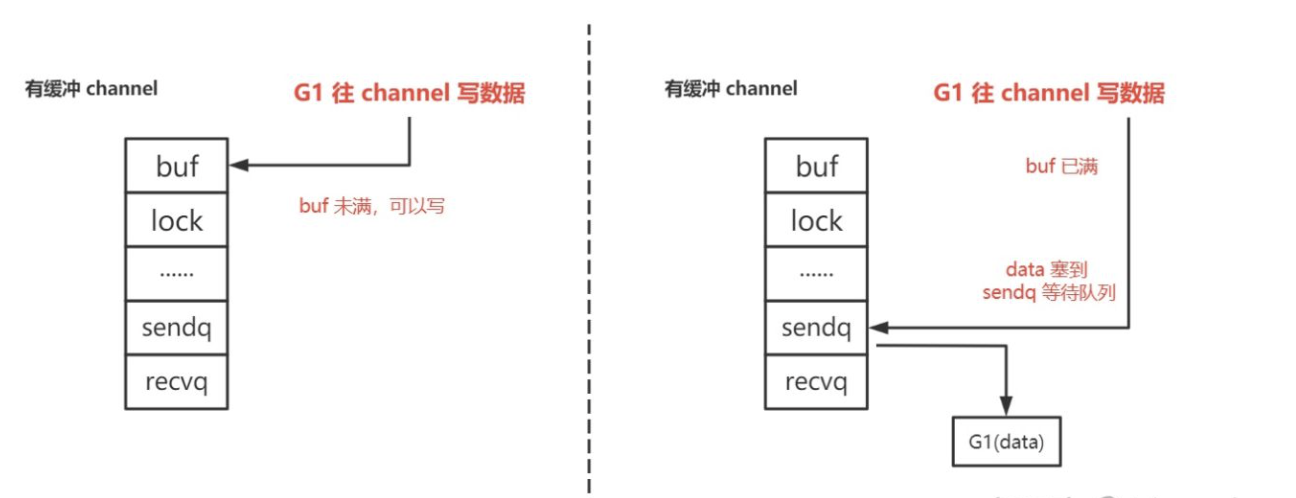 有缓冲 channel
G1 往 channel 写数据
buf
lock
......
sendq
recvq
buf 未满，可以写
有缓冲 channel
G1 往 channel 写数据
buf
lock
......
sendq
recvq
buf 已满
data 塞到
sendq 等待队列
G1(data)